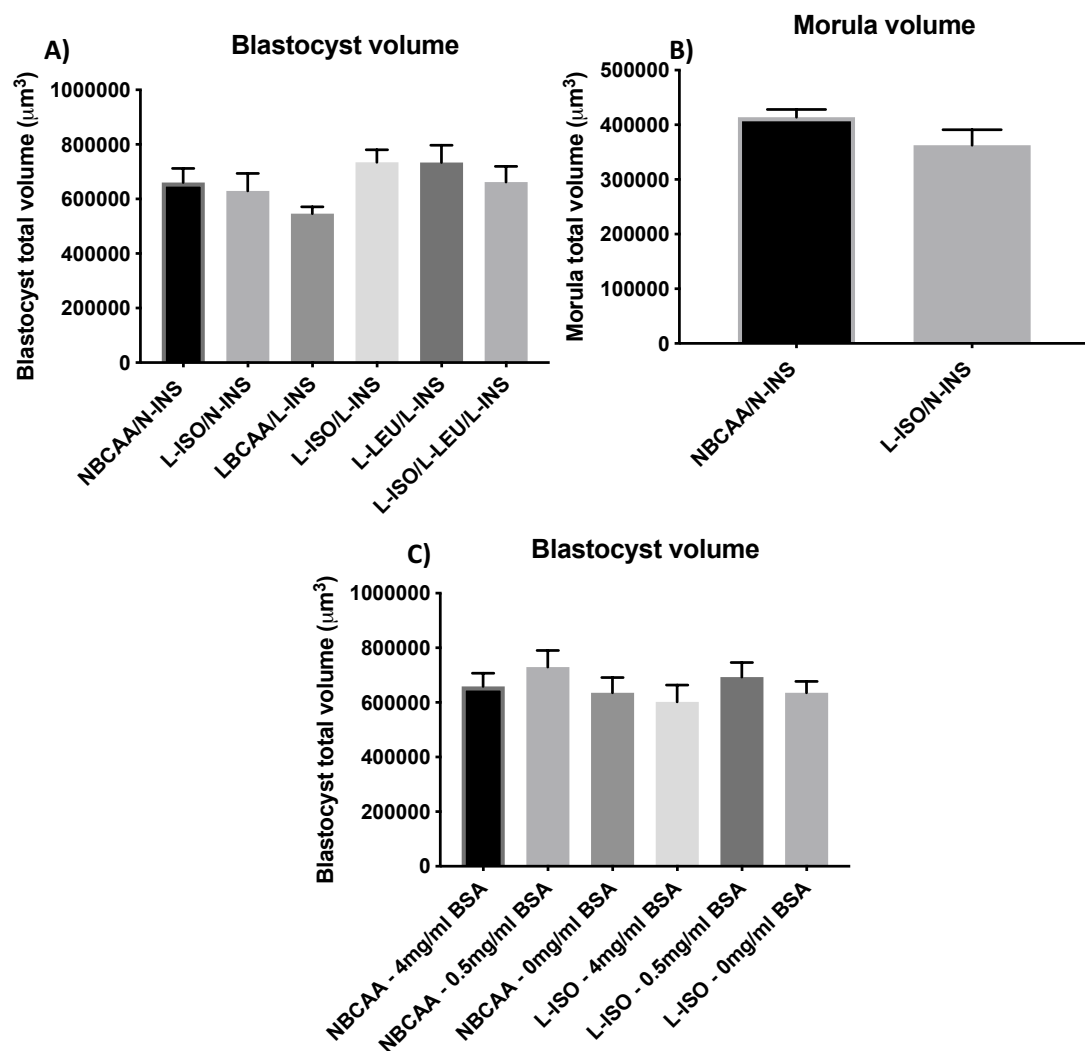 A)
Blastocyst volume
Blastocyst total volume (μm³)
1000000
800000
600000
400000
200000
0
NBCAA/N-INS
L-ISO/N-INS
LBCAA/L-INS
L-ISO/L-INS
L-LEU/L-INS
L-ISO/L-LEU/L-INS
B)
Morula volume
Morula total volume (μm³)
500000
400000
300000
200000
100000
0
NBCAA/N-INS
L-ISO/N-INS
C)
Blastocyst volume
Blastocyst total volume (μm³)
1000000
800000
600000
400000
200000
0
NBCAA - 4mg/ml BSA
NBCAA - 0.5mg/ml BSA
NBCAA - 0mg/ml BSA
L-ISO - 4mg/ml BSA
L-ISO - 0.5mg/ml BSA
L-ISO - 0mg/ml BSA